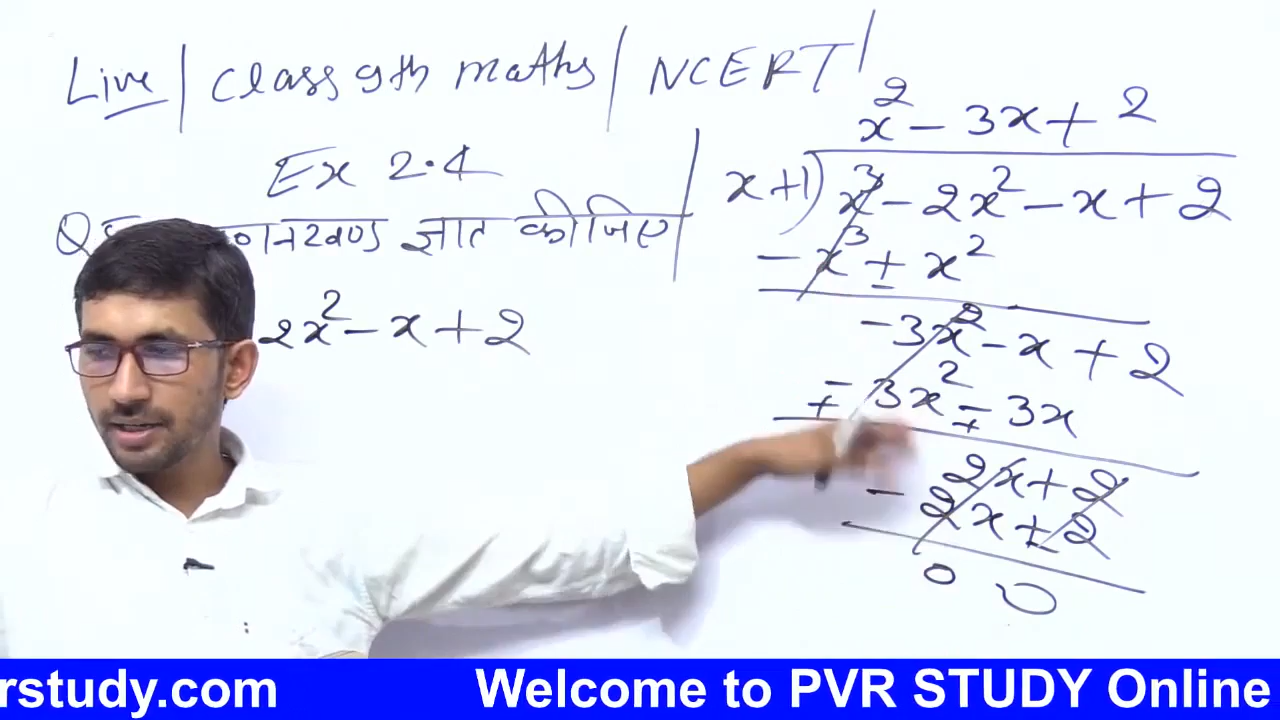 Live | Class 9th maths | NCERT |
Ex 2.4
Q ज्ञात कीजिए
2x² - x + 2
x² - 3x + 2
x+1) x³ - 2x² - x + 2
- x³ ± x²
-3x² - x + 2
∓ 3x² ∓ 3x
2x + 2
- 2x ± 2
0 0
rstudy.com Welcome to PVR STUDY Online